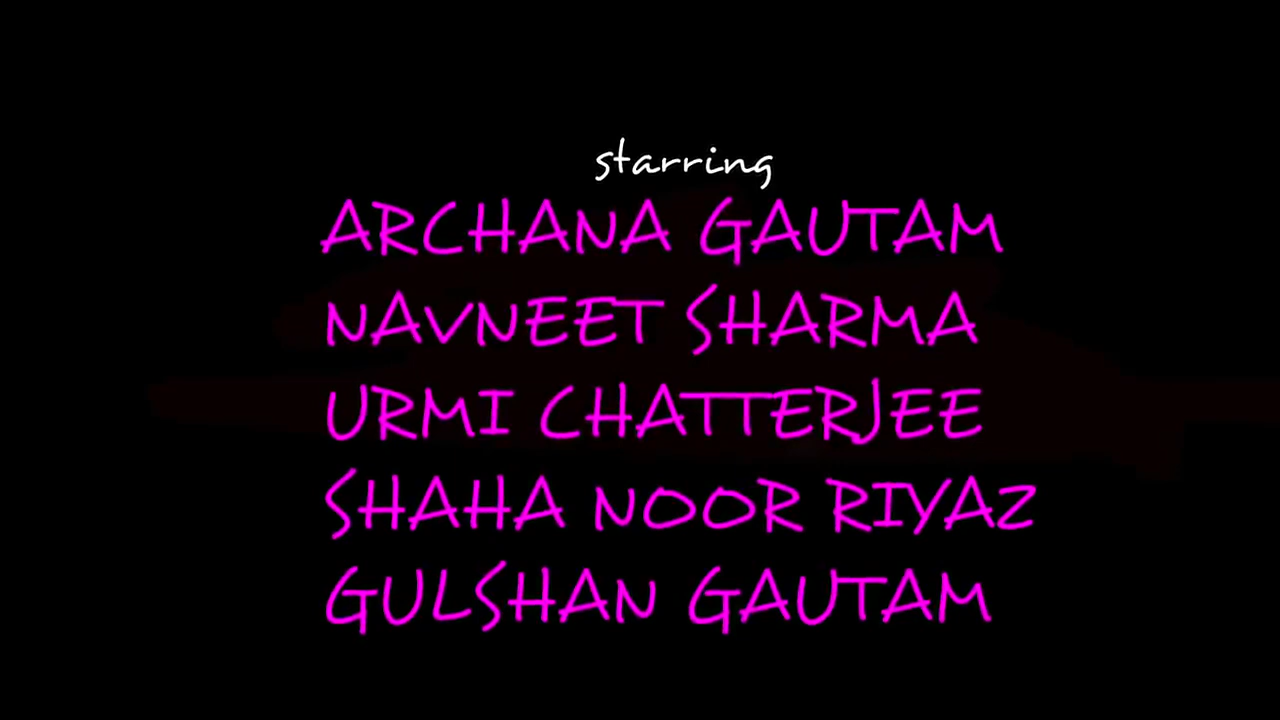 starring
ARCHANA GAUTAM
NAVNEET SHARMA
URMI CHATTERJEE
SHAHA NOOR RIYAZ
GULSHAN GAUTAM